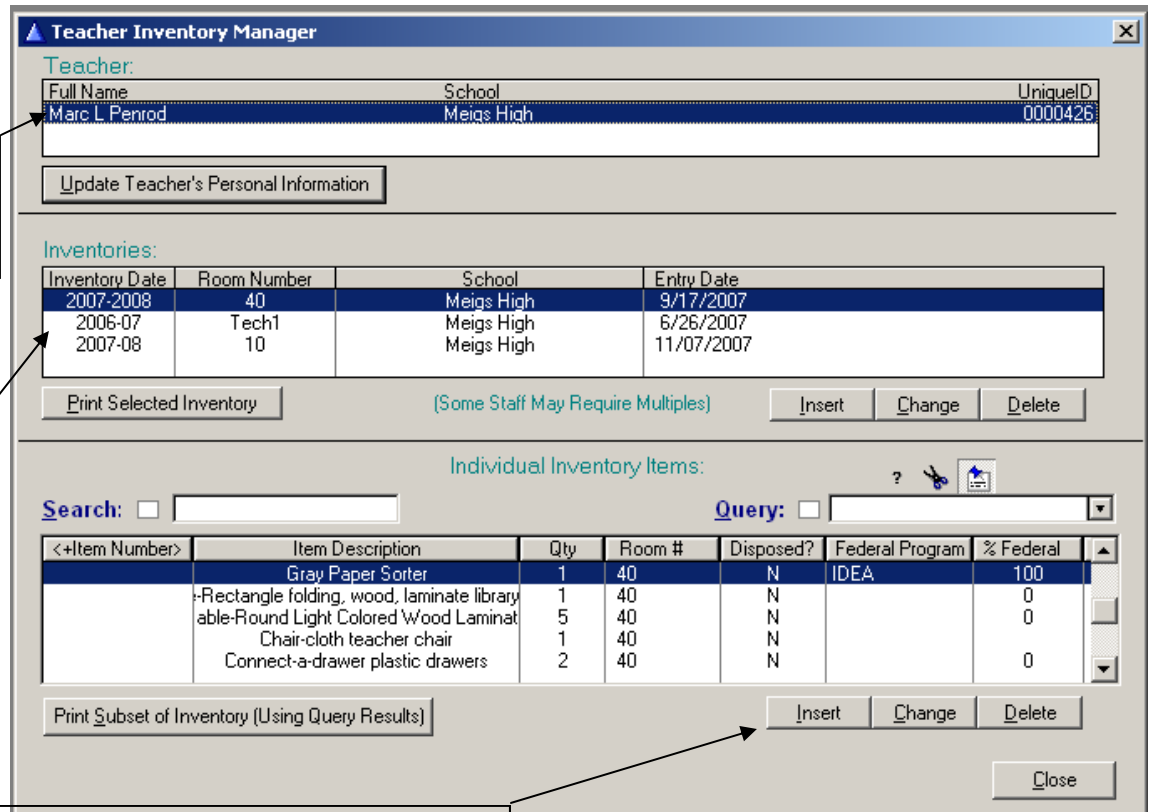 Teacher Inventory Manager
Teacher:
Full Name School UniqueID
Marc L Penrod Meigs High 0000426
Update Teacher's Personal Information
Inventories:
Inventory Date Room Number School Entry Date
2007-2008 40 Meigs High 9/17/2007
2006-07 Tech1 Meigs High 6/26/2007
2007-08 10 Meigs High 11/07/2007
Print Selected Inventory (Some Staff May Require Multiples) Insert Change Delete
Individual Inventory Items:
?
Search: Query:
<+Item Number> Item Description Qty Room # Disposed? Federal Program % Federal
Gray Paper Sorter 1 40 N IDEA 100
-Rectangle folding, wood, laminate library 1 40 N 0
able-Round Light Colored Wood Laminat 5 40 N 0
Chair-cloth teacher chair 1 40 N
Connect-a-drawer plastic drawers 2 40 N 0
Print Subset of Inventory (Using Query Results) Insert Change Delete
Close